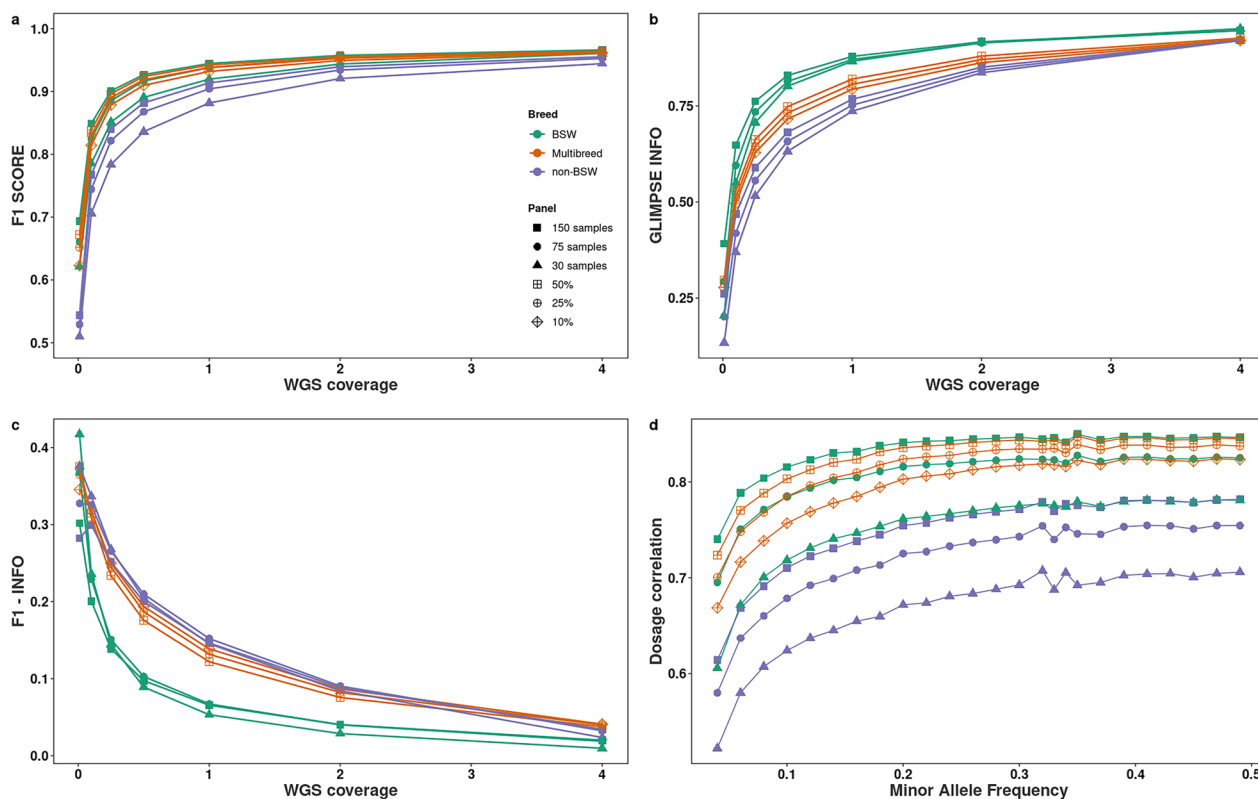 a
1.0
0.9
0.8
0.7
0.6
0.5
F1 SCORE
0
1
2
3
4
WGS coverage
Breed
BSW
Multibreed
non-BSW
Panel
150 samples
75 samples
30 samples
50%
25%
10%
b
0.75
0.50
0.25
GLIMPSE INFO
0
1
2
3
4
WGS coverage
c
0.4
0.3
0.2
0.1
0.0
F1 - INFO
0
1
2
3
4
WGS coverage
d
0.8
0.7
0.6
Dosage correlation
0.1
0.2
0.3
0.4
0.5
Minor Allele Frequency